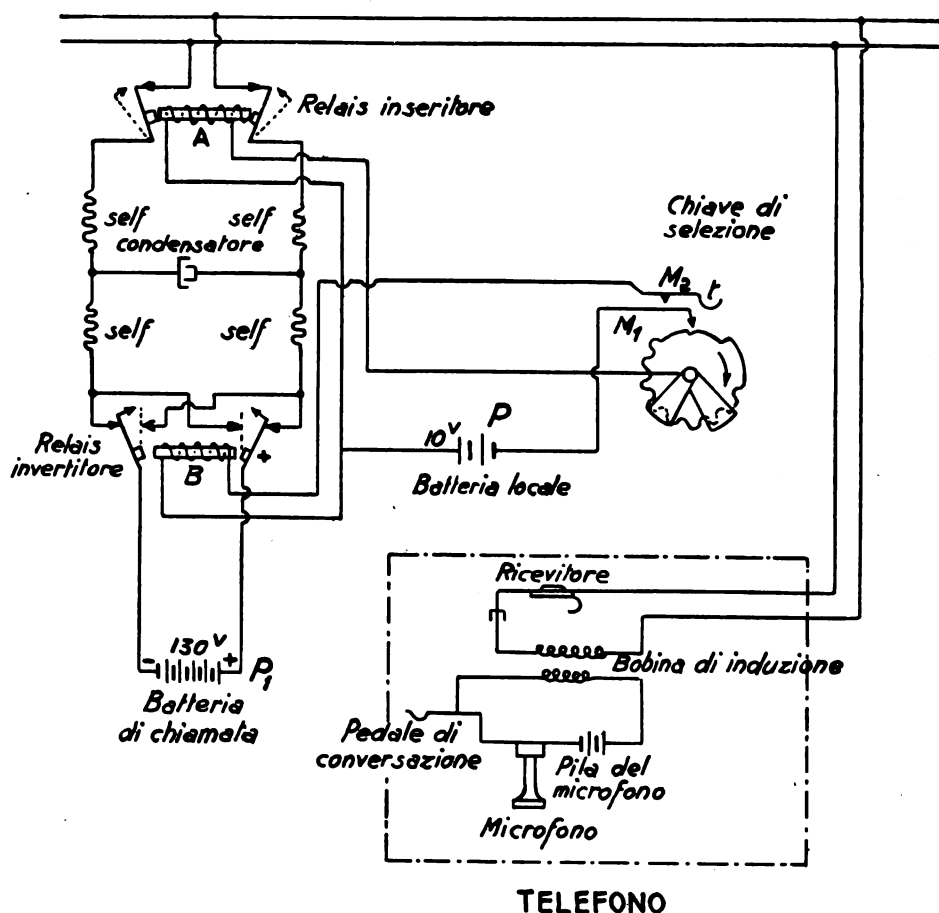 Relais inseritore
A
self
self
condensatore
self
self
Chiave di
selezione
M2
r
M1
Relais
invertitore
B
+
10V
P
Batteria locale
-
130V
+
P1
Batteria
di chiamata
Ricevitore
Bobina di induzione
Pedale di
conversazione
Pila del
microfono
Microfono
TELEFONO